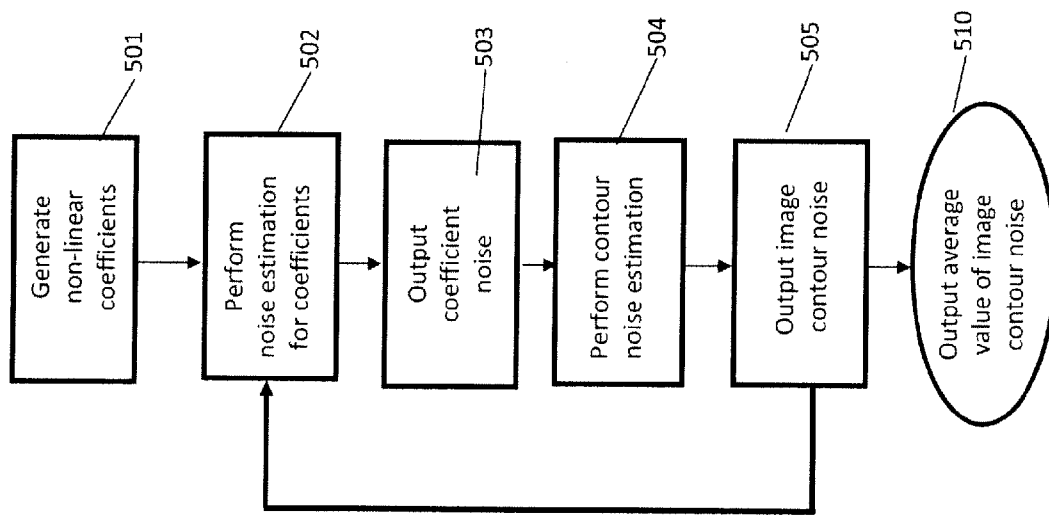 Generate
non-linear
coefficients
501
Perform
noise estimation
for coefficients
502
Output
coefficient
noise
503
Perform contour
noise estimation
504
Output image
contour noise
505
Output average
value of image
contour noise
510